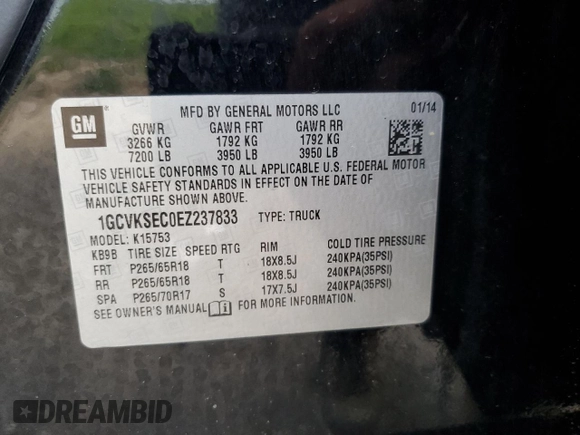 MFD BY GENERAL MOTORS LLC 01/14
GM ®
GVWR GAWR FRT GAWR RR
3266 KG 1792 KG 1792 KG
7200 LB 3950 LB 3950 LB
THIS VEHICLE CONFORMS TO ALL APPLICABLE U.S. FEDERAL MOTOR
VEHICLE SAFETY STANDARDS IN EFFECT ON THE DATE OF
MANUFACTURE SHOWN ABOVE.
1GCVKSEC0EZ237833 TYPE: TRUCK
MODEL: K15753
KB9B TIRE SIZE SPEED RTG RIM COLD TIRE PRESSURE
FRT P265/65R18 T 18X8.5J 240KPA(35PSI)
RR P265/65R18 T 18X8.5J 240KPA(35PSI)
SPA P265/70R17 S 17X7.5J 240KPA(35PSI)
SEE OWNER'S MANUAL FOR MORE INFORMATION.
DREAMBID